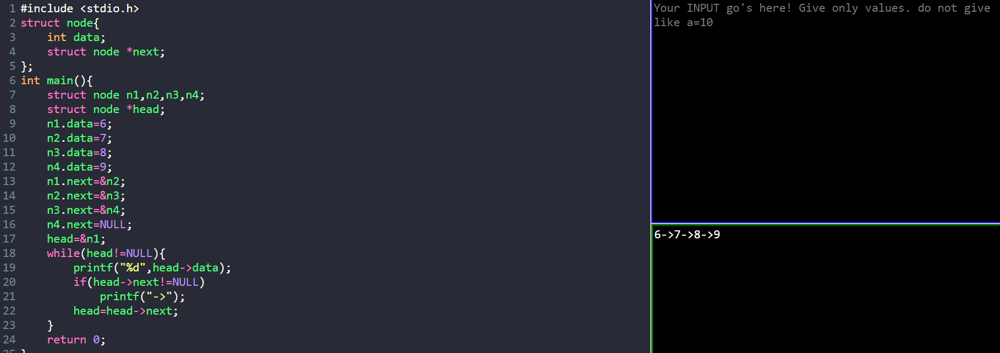 1 #include <stdio.h>
2 struct node{
3     int data;
4     struct node *next;
5 };
6 int main(){
7     struct node n1,n2,n3,n4;
8     struct node *head;
9     n1.data=6;
10     n2.data=7;
11     n3.data=8;
12     n4.data=9;
13     n1.next=&n2;
14     n2.next=&n3;
15     n3.next=&n4;
16     n4.next=NULL;
17     head=&n1;
18     while(head!=NULL){
19         printf("%d",head->data);
20         if(head->next!=NULL)
21             printf("->");
22         head=head->next;
23     }
24     return 0;
25 }
Your INPUT go's here! Give only values. do not give
like a=10
6->7->8->9